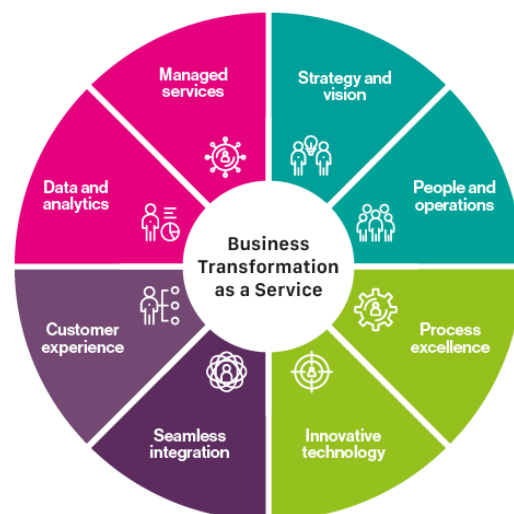 Business
Transformation
as a Service
Strategy and
vision
People and
operations
Process
excellence
Innovative
technology
Seamless
integration
Customer
experience
Data and
analytics
Managed
services